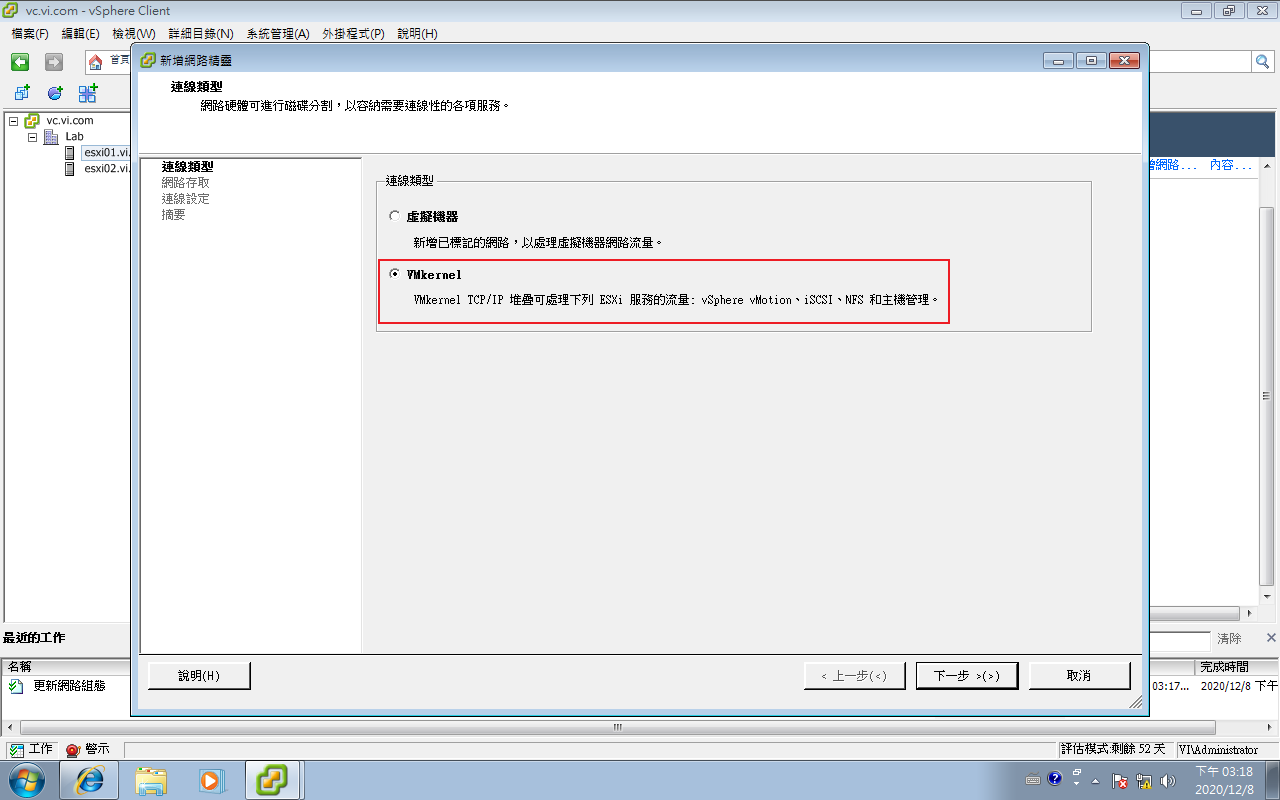 vc.vi.com - vSphere Client
檔案(F) 編輯(E) 檢視(W) 詳細目錄(N) 系統管理(A) 外掛程式(P) 說明(H)
首頁
新增網路精靈
連線類型
網路硬體可進行磁碟分割，以容納需要連線性的各項服務。
vc.vi.com
Lab
esxi01.vi.
esxi02.vi.
連線類型
網路存取
連線設定
摘要
連線類型
虛擬機器
新增已標記的網路，以處理虛擬機器網路流量。
VMkernel
VMkernel TCP/IP 堆疊可處理下列 ESXi 服務的流量: vSphere vMotion、iSCSI、NFS 和主機管理。
增網路... 內容...
說明(H) < 上一步(<) 下一步 >(>) 取消
最近的工作 清除
名稱 完成時間
更新網路組態 03:17... 2020/12/8 下午
工作 警示 評估模式:剩餘 52 天 VI\Administrator
下午 03:18
2020/12/8